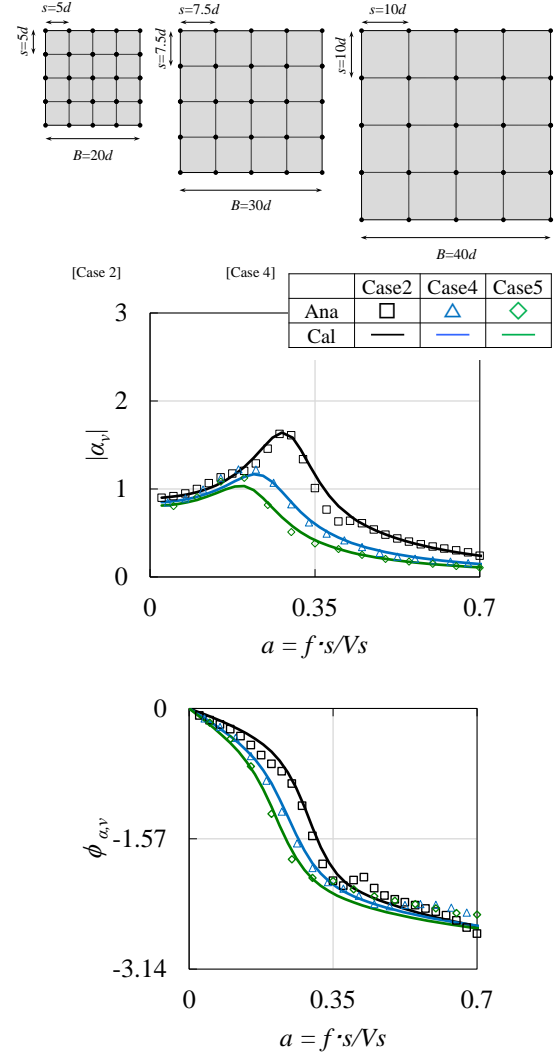 s=5d s=7.5d s=10d
s=5d s=7.5d s=10d
B=20d
B=30d
B=40d
[Case 2] [Case 4]
Case2 Case4 Case5
Ana
Cal
3
2
1
0
|αv|
0 0.35 0.7
a = f·s/Vs
0
-1.57
-3.14
ϕα,v
0 0.35 0.7
a = f·s/Vs